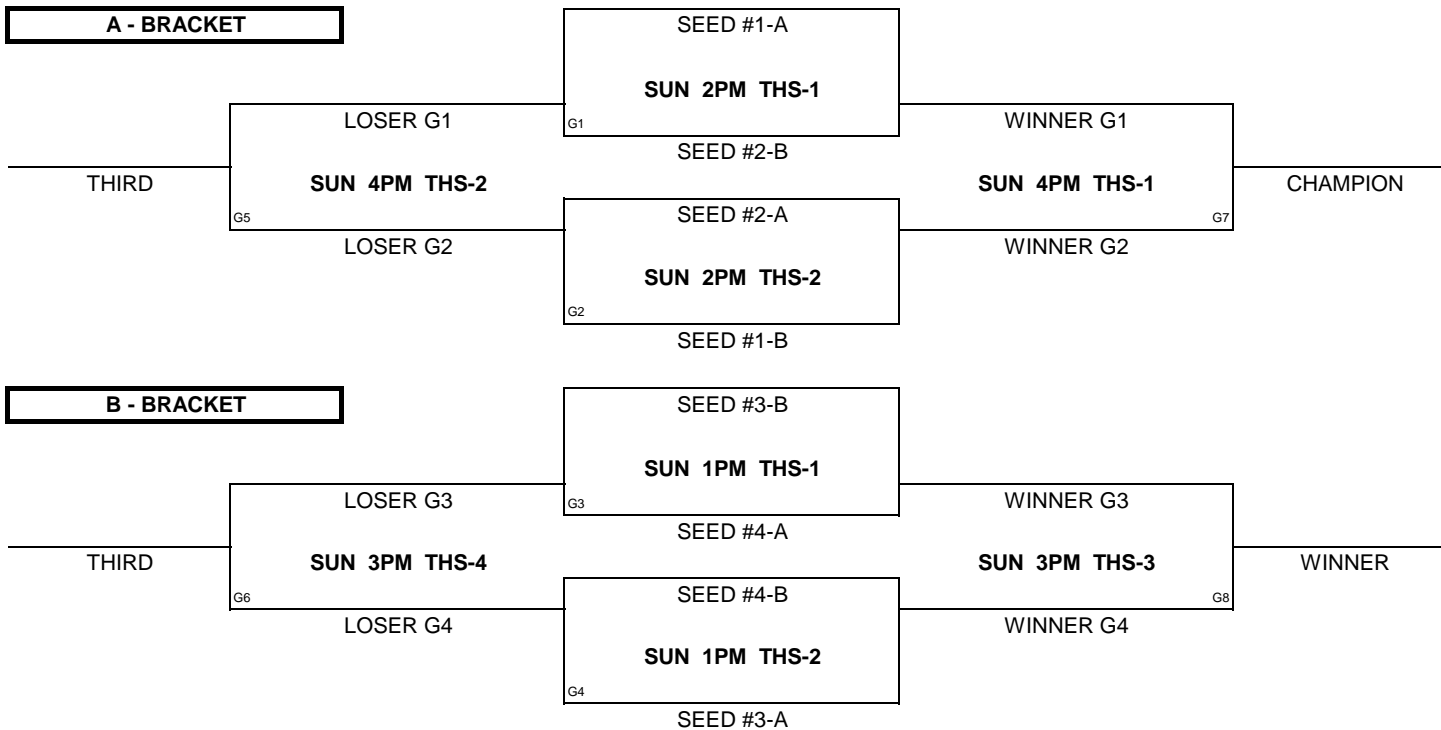 A - BRACKET
SEED #1-A
SUN 2PM THS-1
LOSER G1
G1
WINNER G1
SEED #2-B
THIRD
SUN 4PM THS-2
SUN 4PM THS-1
CHAMPION
G5
SEED #2-A
G7
LOSER G2
WINNER G2
SUN 2PM THS-2
G2
SEED #1-B
B - BRACKET
SEED #3-B
SUN 1PM THS-1
LOSER G3
G3
WINNER G3
SEED #4-A
THIRD
SUN 3PM THS-4
SUN 3PM THS-3
WINNER
G6
SEED #4-B
G8
LOSER G4
WINNER G4
SUN 1PM THS-2
G4
SEED #3-A